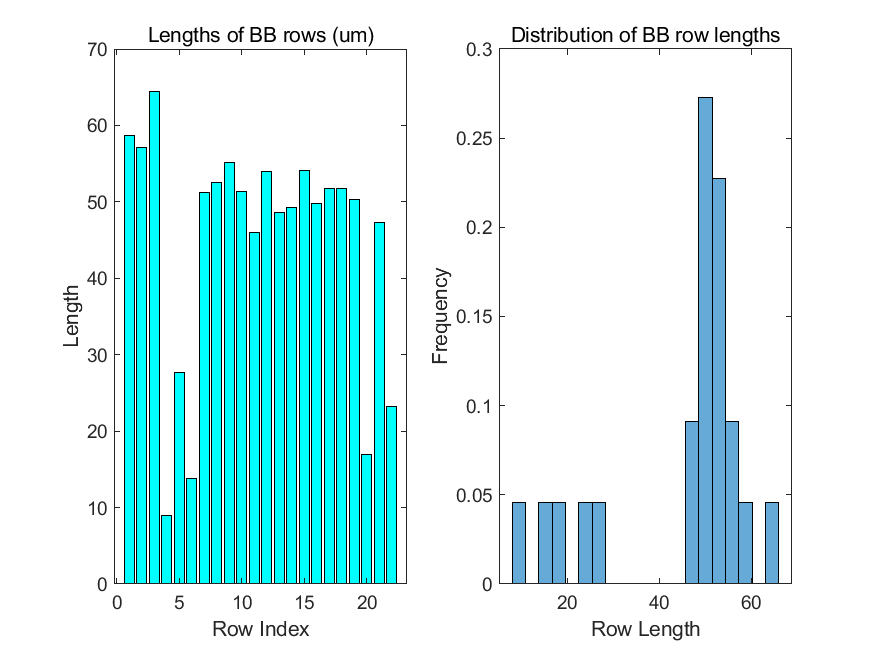 Lengths of BB rows (um)
70
60
50
40
30
20
10
0
Length
0 5 10 15 20
Row Index
Distribution of BB row lengths
0.3
0.25
0.2
0.15
0.1
0.05
0
Frequency
20 40 60
Row Length